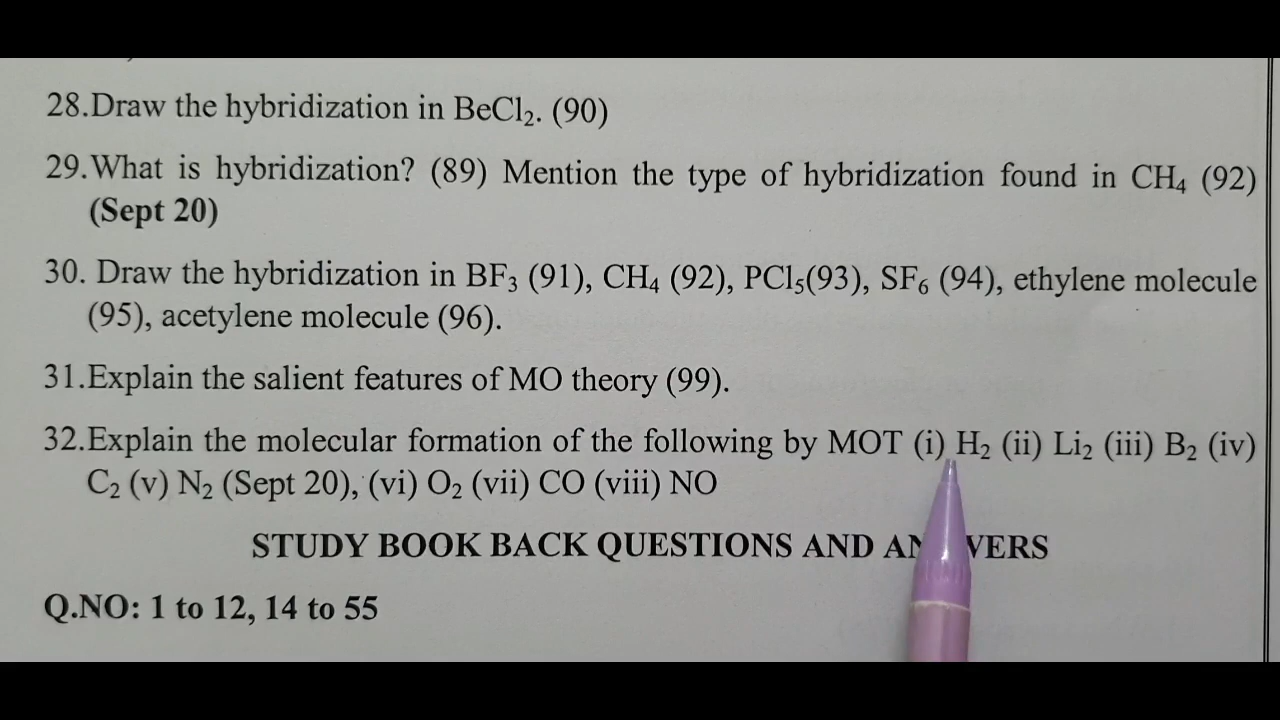 28.Draw the hybridization in BeCl₂. (90)
29.What is hybridization? (89) Mention the type of hybridization found in CH₄ (92)
(Sept 20)
30. Draw the hybridization in BF₃ (91), CH₄ (92), PCl₅(93), SF₆ (94), ethylene molecule
(95), acetylene molecule (96).
31.Explain the salient features of MO theory (99).
32.Explain the molecular formation of the following by MOT (i) H₂ (ii) Li₂ (iii) B₂ (iv)
C₂ (v) N₂ (Sept 20), (vi) O₂ (vii) CO (viii) NO
STUDY BOOK BACK QUESTIONS AND
Q.NO: 1 to 12, 14 to 55